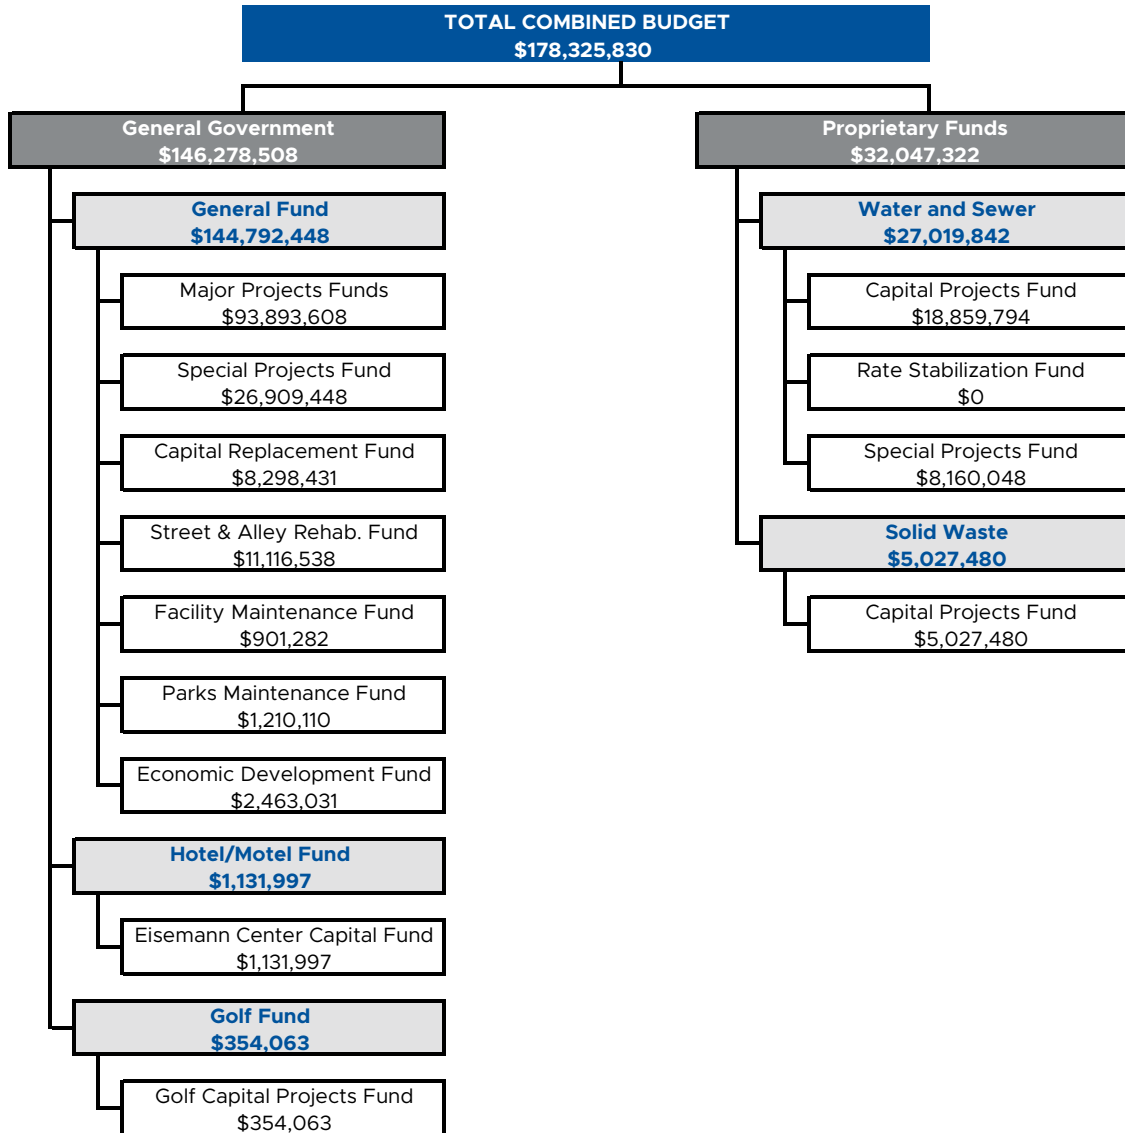 TOTAL COMBINED BUDGET
$178,325,830
General Government
$146,278,508
General Fund
$144,792,448
Major Projects Funds
$93,893,608
Special Projects Fund
$26,909,448
Capital Replacement Fund
$8,298,431
Street & Alley Rehab. Fund
$11,116,538
Facility Maintenance Fund
$901,282
Parks Maintenance Fund
$1,210,110
Economic Development Fund
$2,463,031
Hotel/Motel Fund
$1,131,997
Eisemann Center Capital Fund
$1,131,997
Golf Fund
$354,063
Golf Capital Projects Fund
$354,063
Proprietary Funds
$32,047,322
Water and Sewer
$27,019,842
Capital Projects Fund
$18,859,794
Rate Stabilization Fund
$0
Special Projects Fund
$8,160,048
Solid Waste
$5,027,480
Capital Projects Fund
$5,027,480